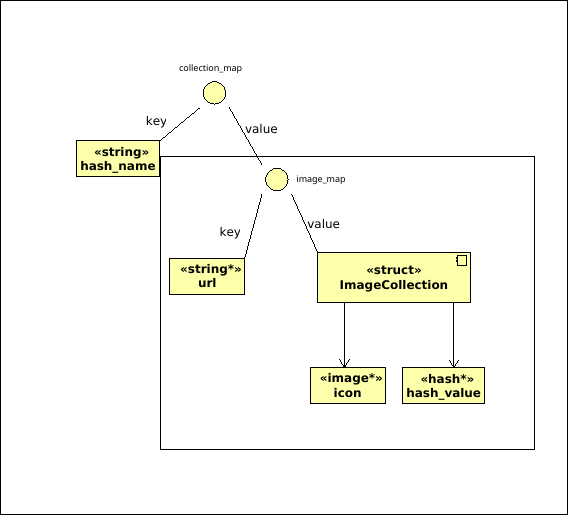 collection_map
key
value
«string»
hash_name
image_map
key
value
«string*»
url
«struct»
ImageCollection
«image*»
icon
«hash*»
hash_value